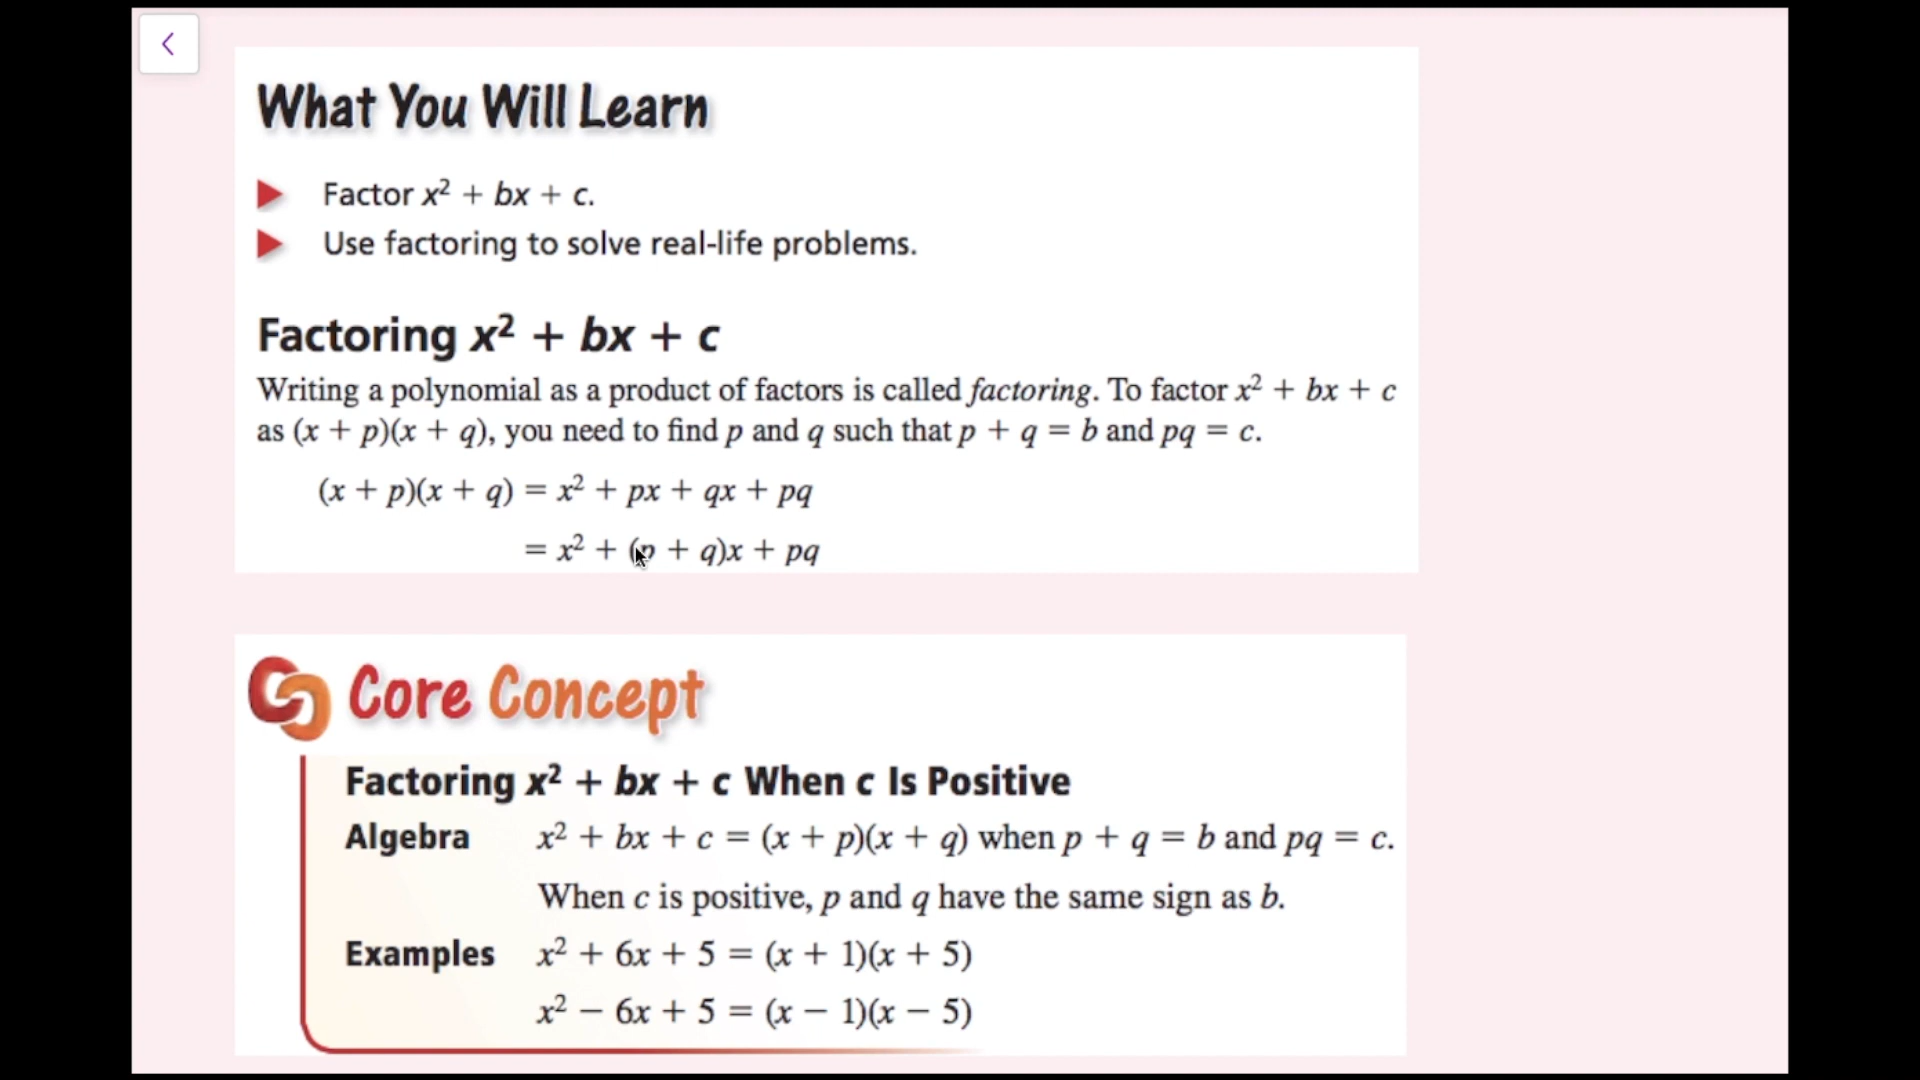 What You Will Learn
Factor x² + bx + c.
Use factoring to solve real-life problems.
Factoring x² + bx + c
Writing a polynomial as a product of factors is called factoring. To factor x² + bx + c
as (x + p)(x + q), you need to find p and q such that p + q = b and pq = c.
(x + p)(x + q) = x² + px + qx + pq
= x² + (p + q)x + pq
Core Concept
Factoring x² + bx + c When c Is Positive
Algebra x² + bx + c = (x + p)(x + q) when p + q = b and pq = c.
When c is positive, p and q have the same sign as b.
Examples x² + 6x + 5 = (x + 1)(x + 5)
x² − 6x + 5 = (x − 1)(x − 5)